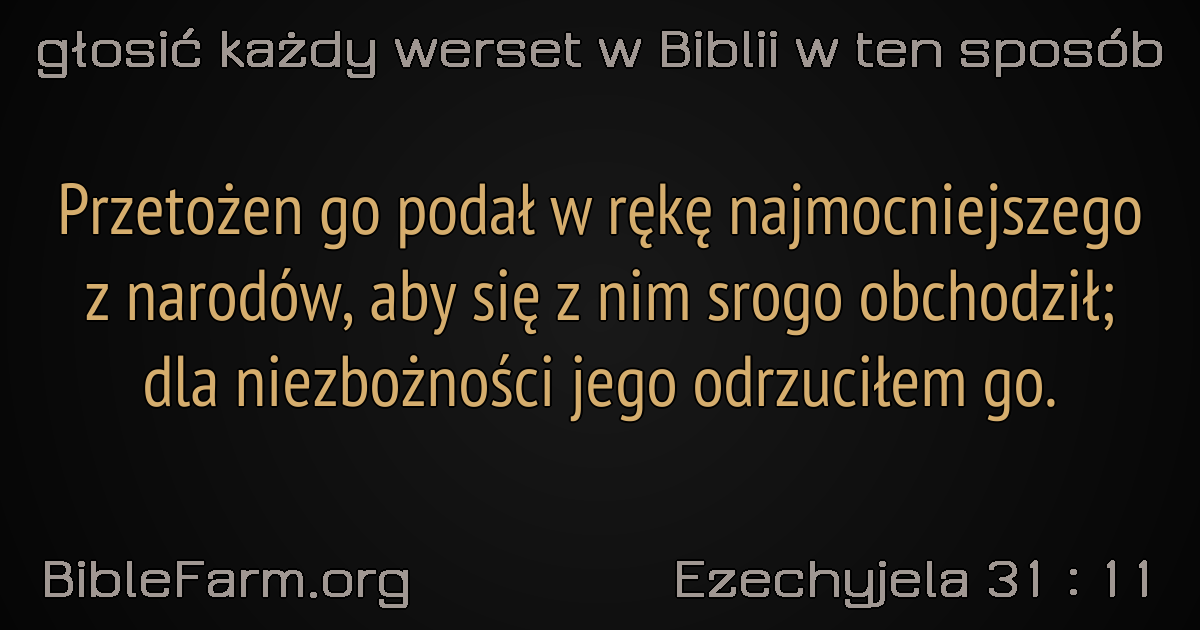 głosić każdy werset w Biblii w ten sposób
Przetożen go podał w rękę najmocniejszego
z narodów, aby się z nim srogo obchodził;
dla niezbożności jego odrzuciłem go.
BibleFarm.org
Ezechyjela 31 : 11